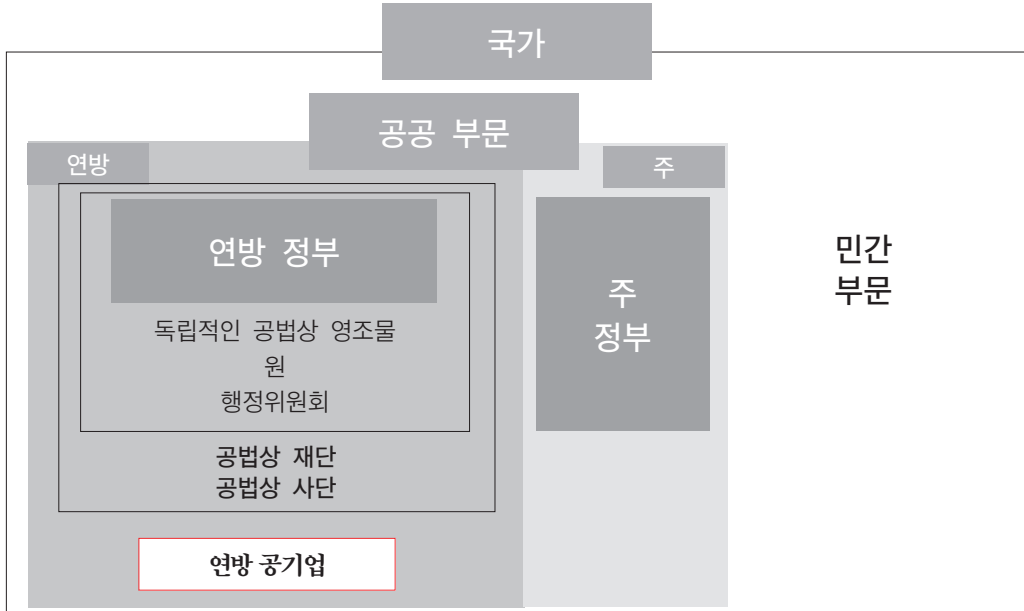 국가
공공 부문
연방
주
연방 정부
독립적인 공법상 영조물
원
행정위원회
공법상 재단
공법상 사단
연방 공기업
주
정부
민간
부문